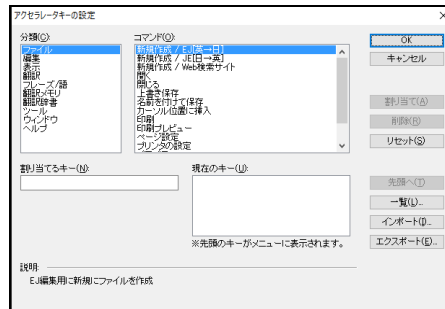 アクセラレータキーの設定
分類(C):
ファイル
編集
表示
翻訳
フレーズ/語
翻訳メモリ
翻訳辞書
ツール
ウィンドウ
ヘルプ
コマンド(O):
新規作成 / EJ[英→日]
新規作成 / JE[日→英]
新規作成 / Web検索サイト
開く
閉じる
上書き保存
名前を付けて保存
カーソル位置に挿入
印刷
印刷プレビュー
ページ設定
プリンタの設定
OK
キャンセル
割り当て(A)
削除(R)
リセット(S)
割り当てるキー(N):
現在のキー(U):
先頭へ(T)
一覧(L)...
インポート(I)...
エクスポート(E)...
※先頭のキーがメニューに表示されます。
説明:
EJ編集用に新規にファイルを作成